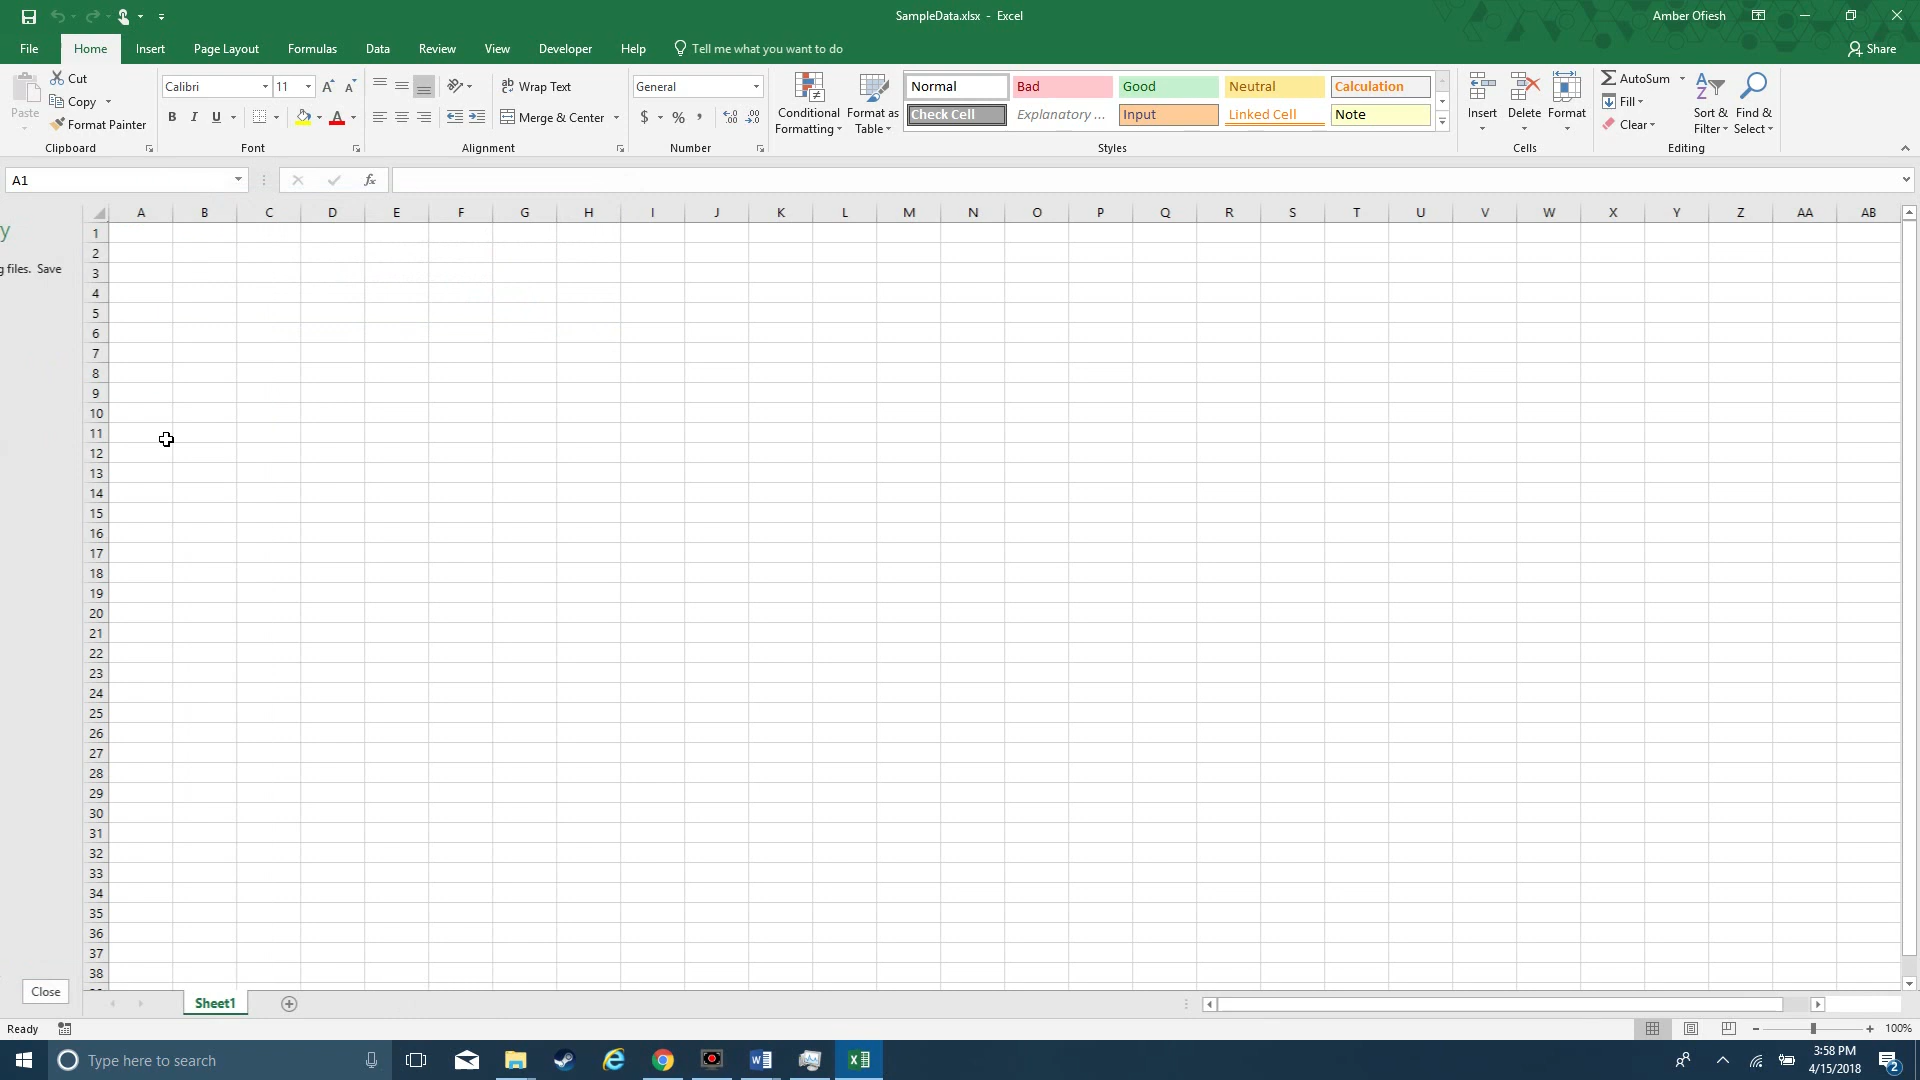 SampleData.xlsx - Excel
Amber Ofiesh
File Home Insert Page Layout Formulas Data Review View Developer Help Tell me what you want to do Share
Paste
Cut
Copy
Format Painter
Clipboard
Calibri 11
B I U
Font
Wrap Text
Merge & Center
Alignment
General
$ % ,
Number
Conditional Formatting
Format as Table
Normal Bad Good Neutral Calculation
Check Cell Explanatory ... Input Linked Cell Note
Styles
Insert Delete Format
Cells
AutoSum
Fill
Clear
Sort & Filter
Find & Select
Editing
A1
fx
A B C D E F G H I J K L M N O P Q R S T U V W X Y Z AA AB
y
g files. Save
1
2
3
4
5
6
7
8
9
10
11
12
13
14
15
16
17
18
19
20
21
22
23
24
25
26
27
28
29
30
31
32
33
34
35
36
37
38
Close
Sheet1
Ready
100%
Type here to search
3:58 PM
4/15/2018
2